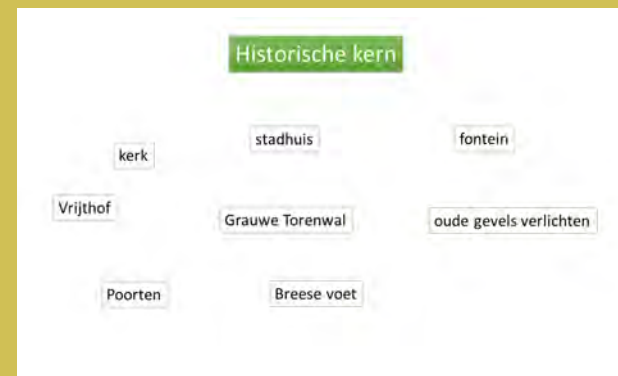 Historische kern
stadhuis
fontein
kerk
Vrijthof
Grauwe Torenwal
oude gevels verlichten
Poorten
Breese voet